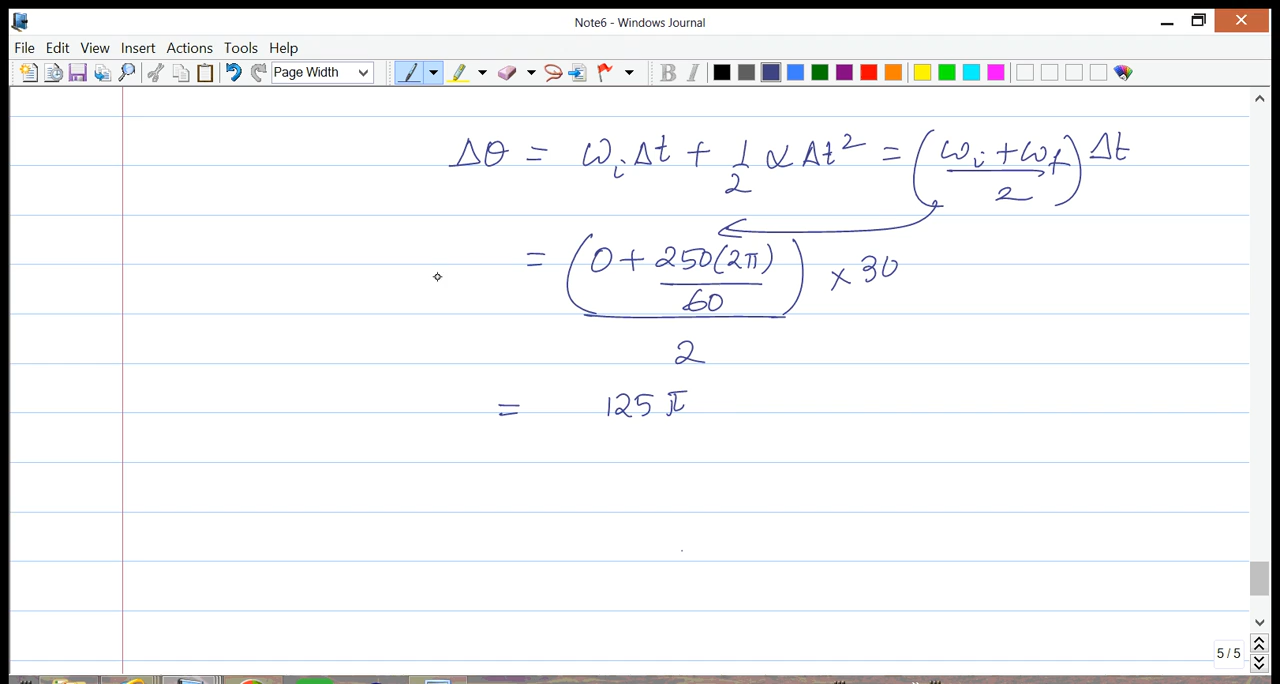 Note6 - Windows Journal
File Edit View Insert Actions Tools Help
Page Width B I
Δθ = ωᵢΔt + 1/2 αΔt² = ((ωᵢ + ωf)/2) Δt
= (0 + 250(2π)/60)/2 × 30
= 125π
5 / 5